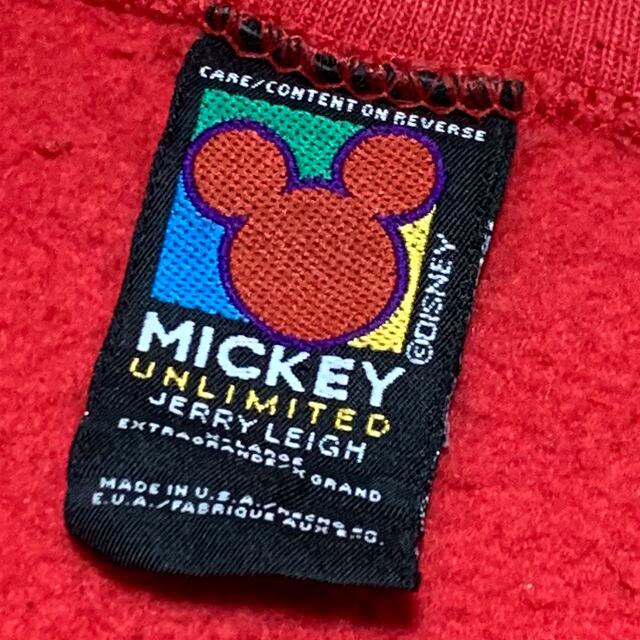 CARE/CONTENT ON REVERSE
©DISNEY
MICKEY
UNLIMITED
JERRY LEIGH
X-LARGE
EXTRAGRANDE/X GRAND
MADE IN U.S.A./HECHO EN
E.U.A./FABRIQUE AUX E.-U.